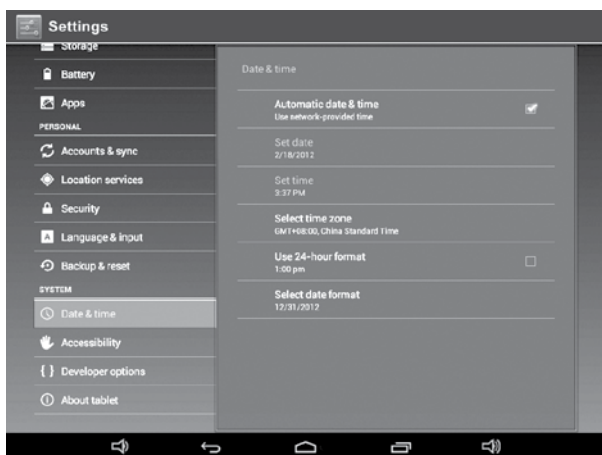 Settings
Storage
Battery
Apps
PERSONAL
Accounts & sync
Location services
Security
Language & input
Backup & reset
SYSTEM
Date & time
Accessibility
{ } Developer options
About tablet
Date & time
Automatic date & time
Use network-provided time
Set date
2/18/2012
Set time
3:37 PM
Select time zone
GMT+08:00, China Standard Time
Use 24-hour format
1:00 pm
Select date format
12/31/2012